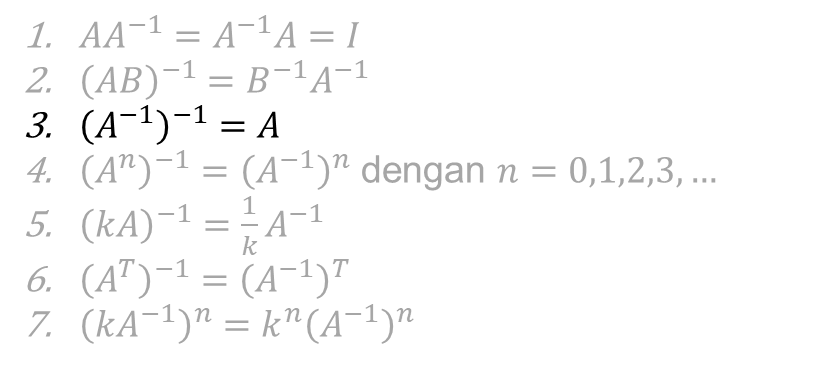 1. AA⁻¹ = A⁻¹A = I
2. (AB)⁻¹ = B⁻¹A⁻¹
3. (A⁻¹)⁻¹ = A
4. (Aⁿ)⁻¹ = (A⁻¹)ⁿ dengan n = 0,1,2,3, ...
5. (kA)⁻¹ = 1/k A⁻¹
6. (Aᵀ)⁻¹ = (A⁻¹)ᵀ
7. (kA⁻¹)ⁿ = kⁿ(A⁻¹)ⁿ